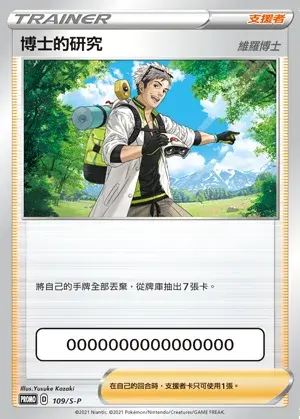 TRAINER
支援者
博士的研究
維羅博士
將自己的手牌全部丟棄，從牌庫抽出7張卡。
0000000000000000
Illus.Yusuke Kozaki
在自己的回合時，支援者卡只可使用1張。
PROMO D 109/S-P
©2021 Niantic. ©2021 Pokémon/Nintendo/Creatures/GAME FREAK.